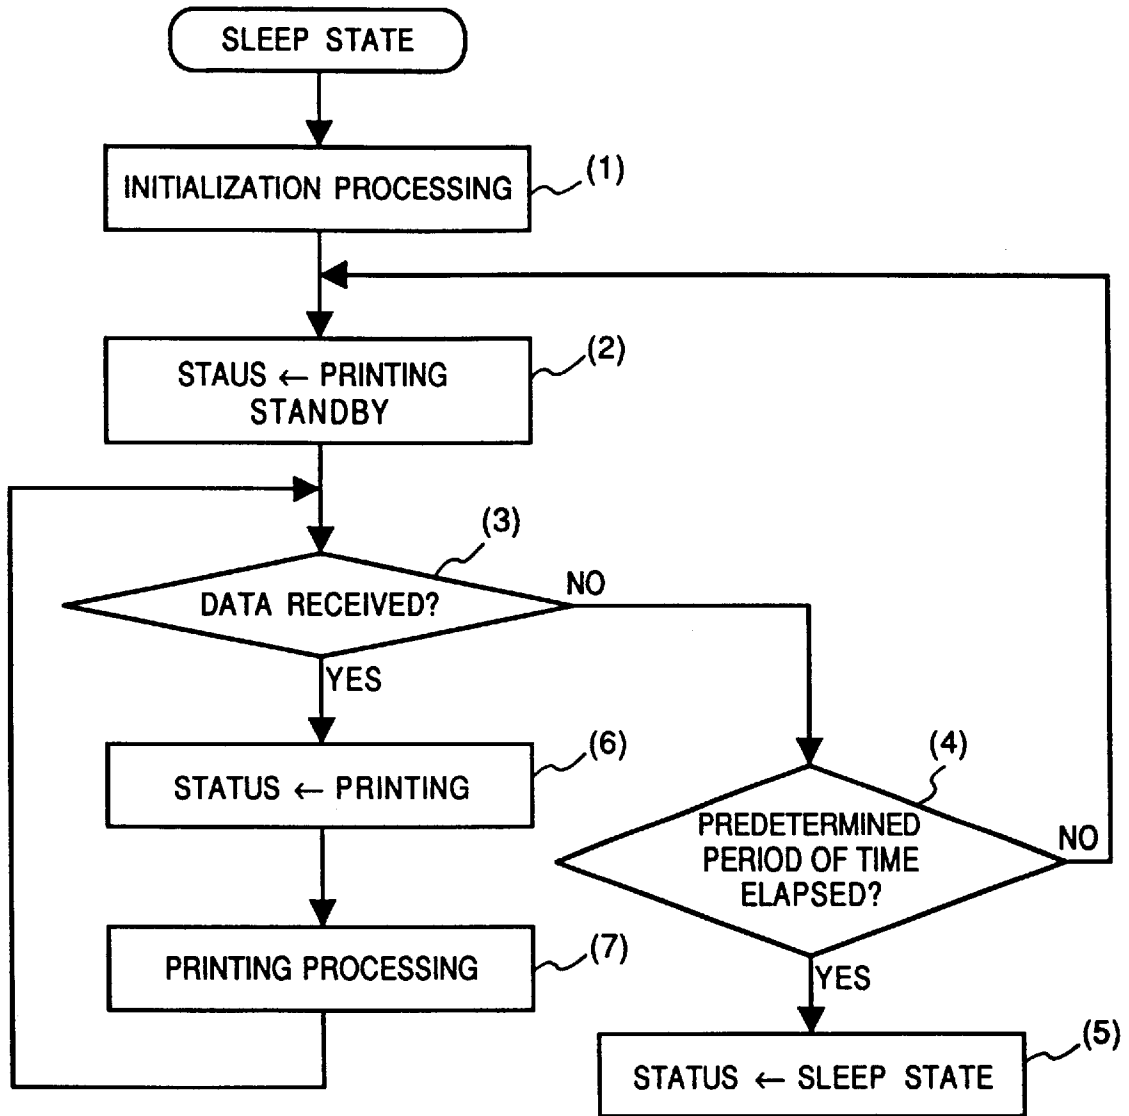 SLEEP STATE
INITIALIZATION PROCESSING
(1)
STAUS ← PRINTING
STANDBY
(2)
(3)
DATA RECEIVED?
NO
YES
STATUS ← PRINTING
(6)
(4)
PREDETERMINED
PERIOD OF TIME
ELAPSED?
NO
PRINTING PROCESSING
(7)
YES
STATUS ← SLEEP STATE
(5)